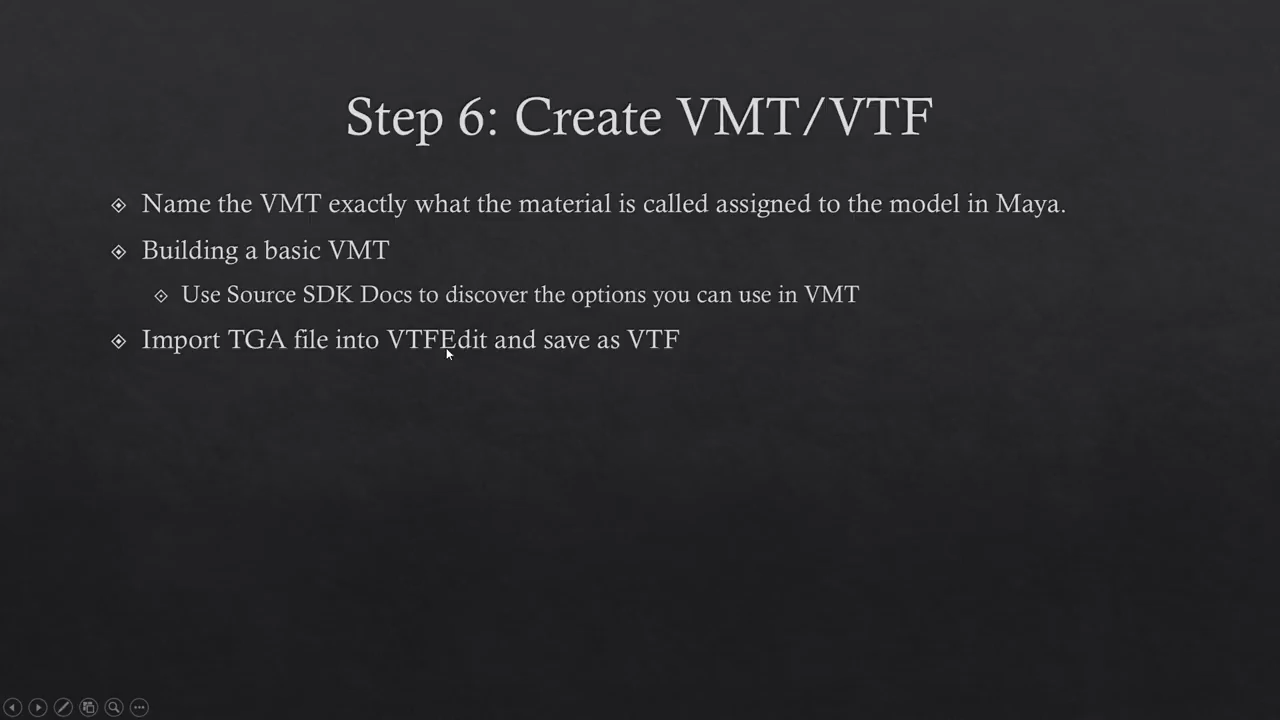 Step 6: Create VMT/VTF
Name the VMT exactly what the material is called assigned to the model in Maya.
Building a basic VMT
Use Source SDK Docs to discover the options you can use in VMT
Import TGA file into VTFEdit and save as VTF